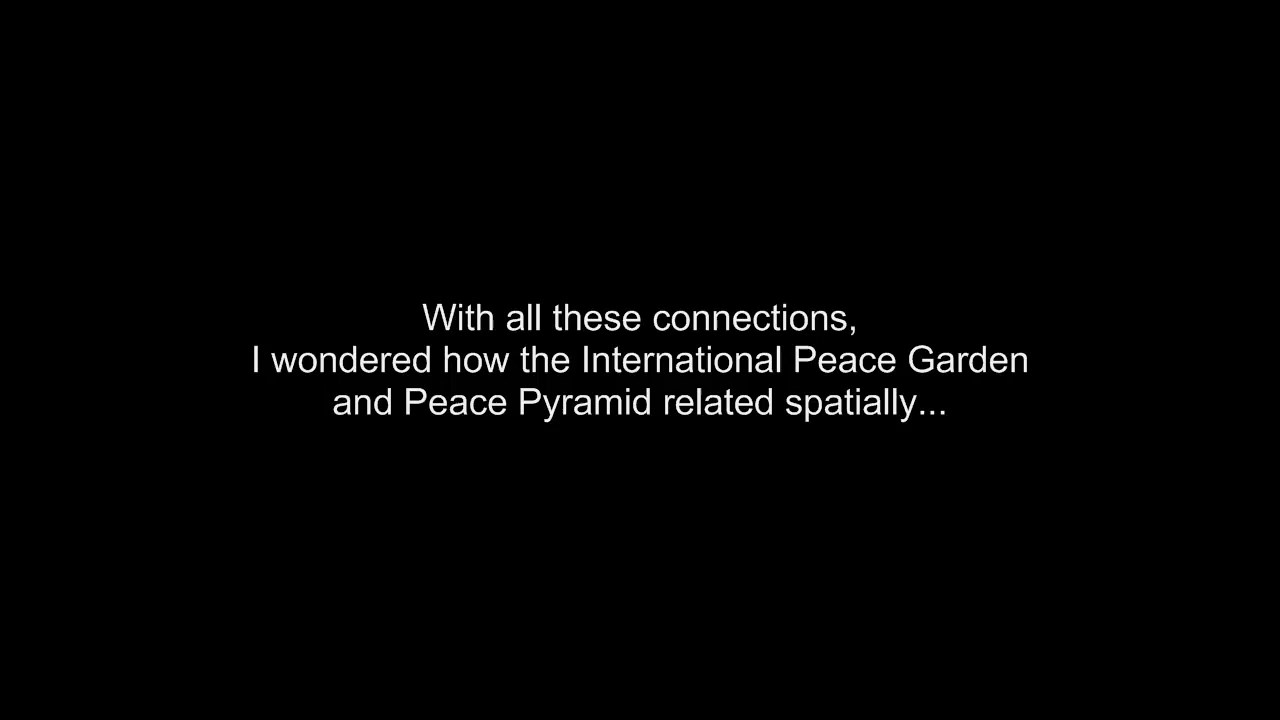 With all these connections,
I wondered how the International Peace Garden
and Peace Pyramid related spatially...